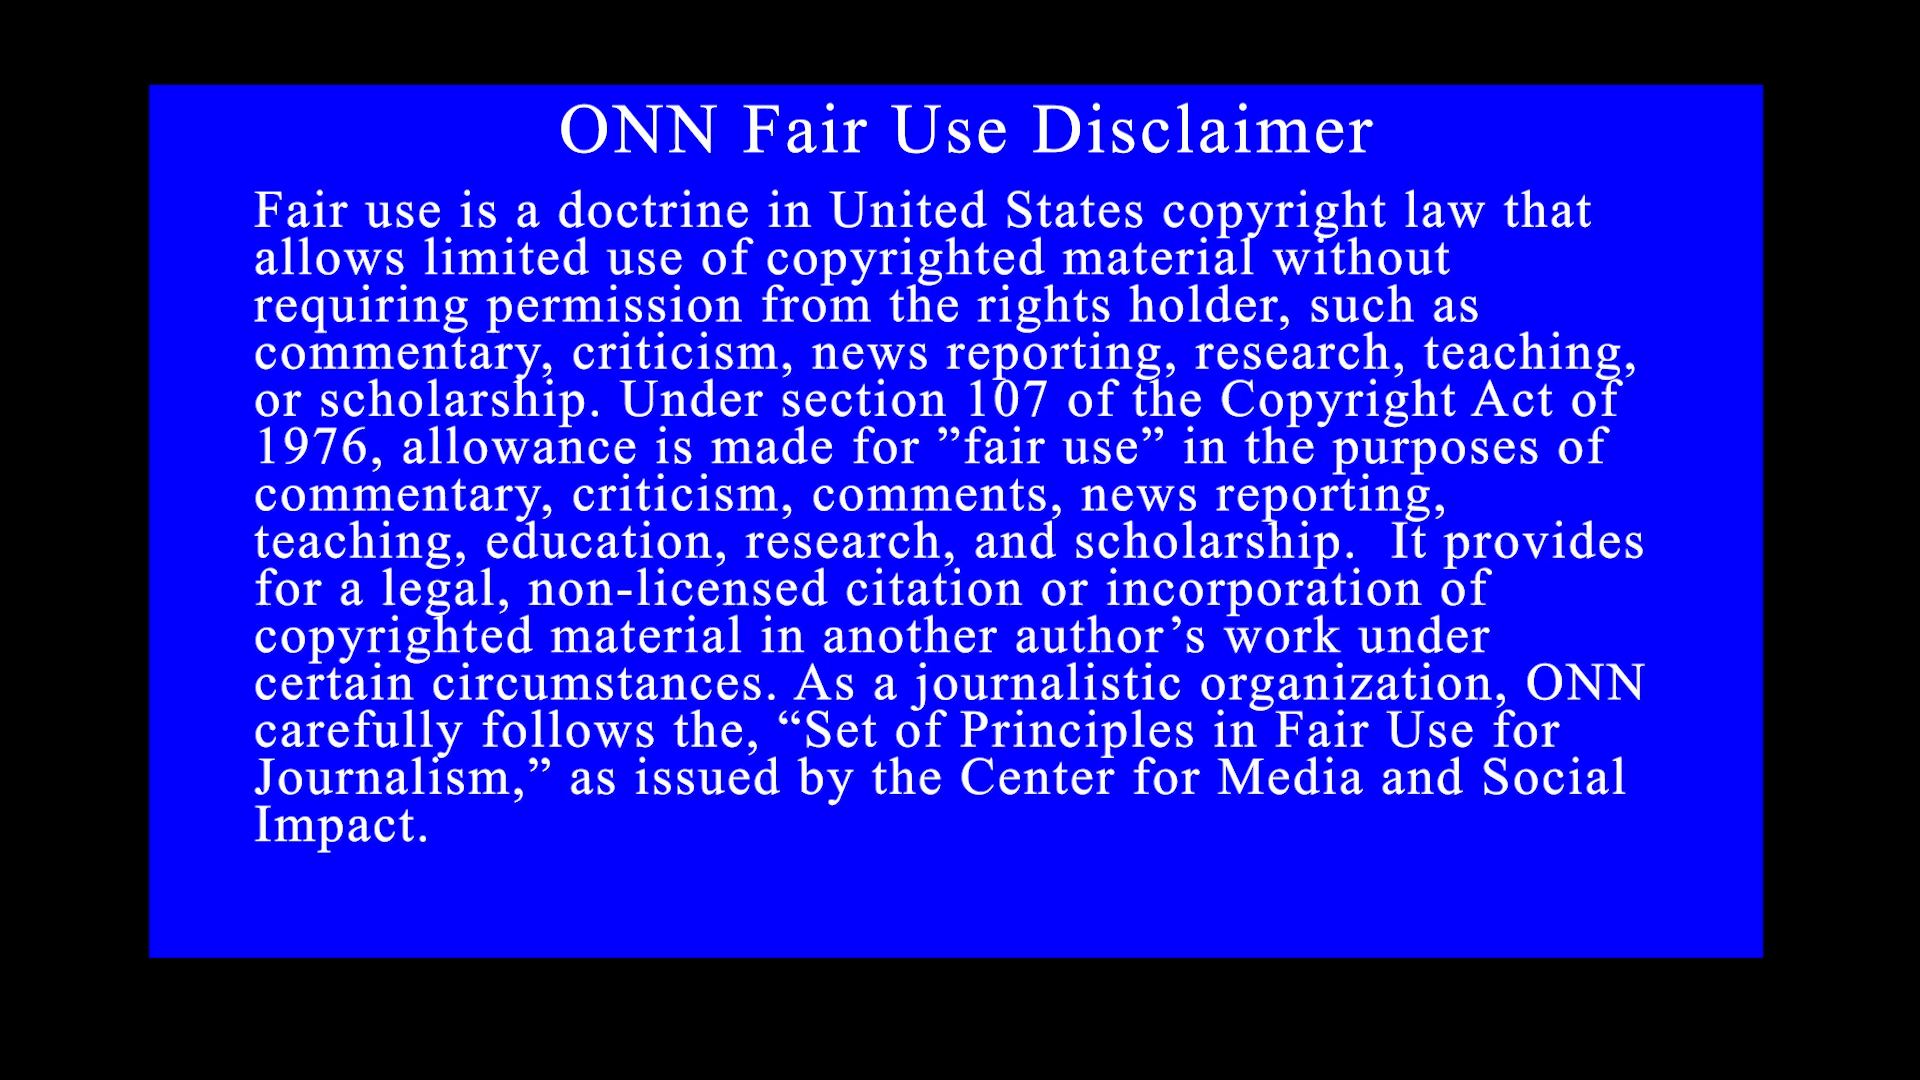 ONN Fair Use Disclaimer
Fair use is a doctrine in United States copyright law that
allows limited use of copyrighted material without
requiring permission from the rights holder, such as
commentary, criticism, news reporting, research, teaching,
or scholarship. Under section 107 of the Copyright Act of
1976, allowance is made for ”fair use” in the purposes of
commentary, criticism, comments, news reporting,
teaching, education, research, and scholarship.  It provides
for a legal, non-licensed citation or incorporation of
copyrighted material in another author’s work under
certain circumstances. As a journalistic organization, ONN
carefully follows the, “Set of Principles in Fair Use for
Journalism,” as issued by the Center for Media and Social
Impact.